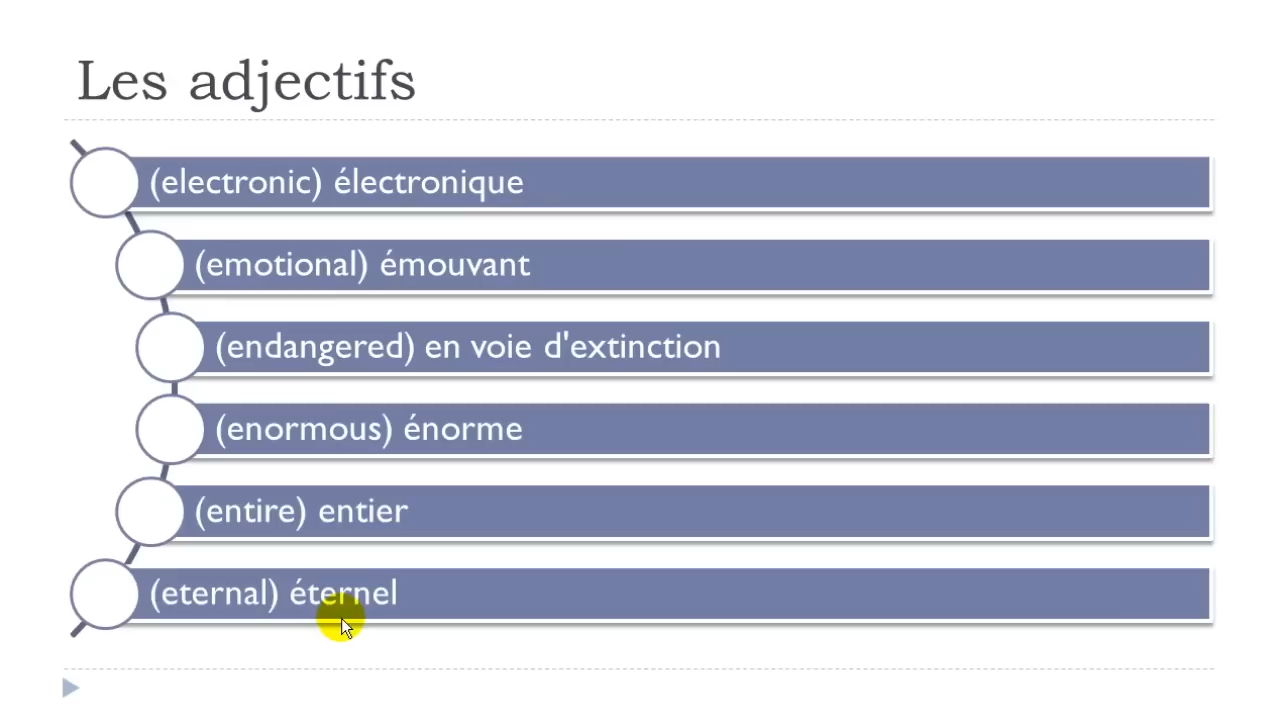 Les adjectifs
(electronic) électronique
(emotional) émouvant
(endangered) en voie d'extinction
(enormous) énorme
(entire) entier
(eternal) éternel